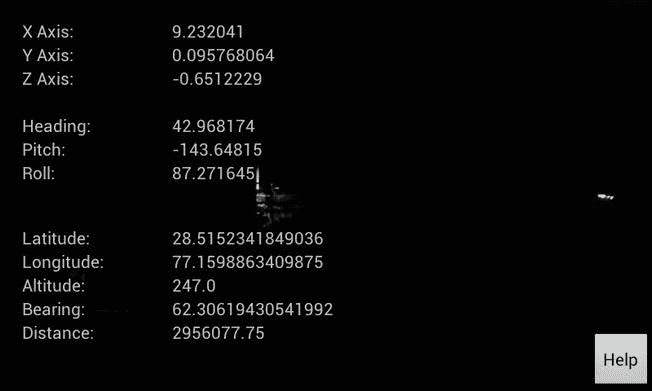 X Axis: 9.232041
Y Axis: 0.095768064
Z Axis: -0.6512229
Heading: 42.968174
Pitch: -143.64815
Roll: 87.271645
Latitude: 28.5152341849036
Longitude: 77.1598863409875
Altitude: 247.0
Bearing: 62.30619430541992
Distance: 2956077.75
Help